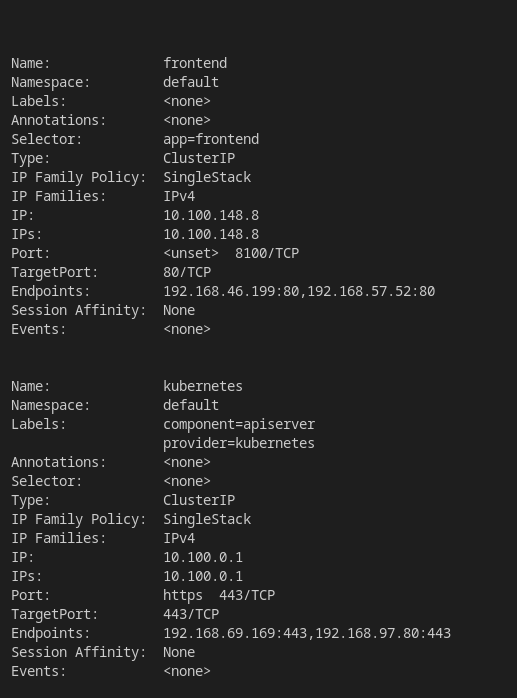 Name:              frontend
Namespace:         default
Labels:            <none>
Annotations:       <none>
Selector:          app=frontend
Type:              ClusterIP
IP Family Policy:  SingleStack
IP Families:       IPv4
IP:                10.100.148.8
IPs:               10.100.148.8
Port:              <unset>  8100/TCP
TargetPort:        80/TCP
Endpoints:         192.168.46.199:80,192.168.57.52:80
Session Affinity:  None
Events:            <none>
Name:              kubernetes
Namespace:         default
Labels:            component=apiserver
                   provider=kubernetes
Annotations:       <none>
Selector:          <none>
Type:              ClusterIP
IP Family Policy:  SingleStack
IP Families:       IPv4
IP:                10.100.0.1
IPs:               10.100.0.1
Port:              https  443/TCP
TargetPort:        443/TCP
Endpoints:         192.168.69.169:443,192.168.97.80:443
Session Affinity:  None
Events:            <none>